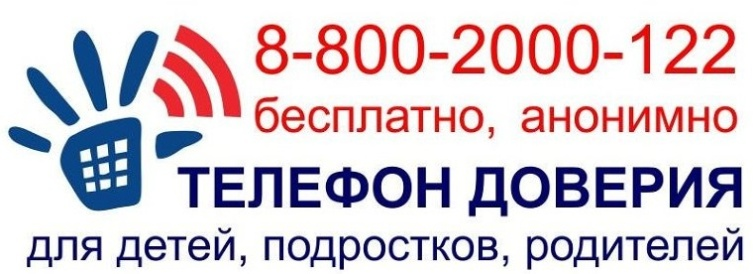 8-800-2000-122
бесплатно, анонимно
ТЕЛЕФОН ДОВЕРИЯ
для детей, подростков, родителей